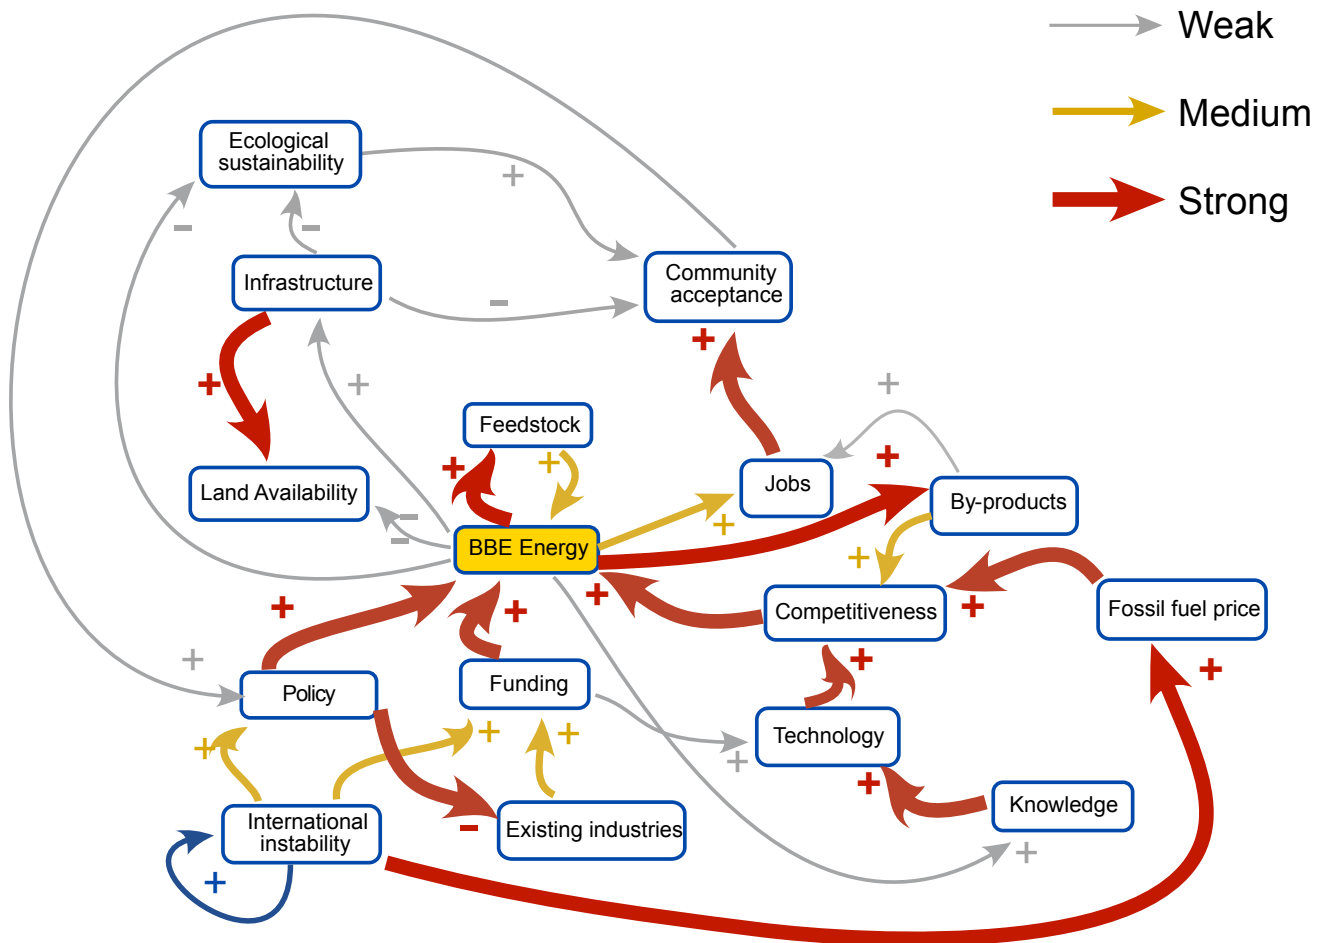 Weak
Medium
Strong
Ecological
sustainability
+
-
-
Infrastructure
-
Community
acceptance
+
+
+
+
Feedstock
+
+
+
Land Availability
Jobs
By-products
-
-
+
BBE Energy
+
Competitiveness
+
Fossil fuel price
+
+
+
+
+
+
Policy
Funding
+
+
+
+
Technology
+
+
Knowledge
International
instability
-
Existing industries
+
+